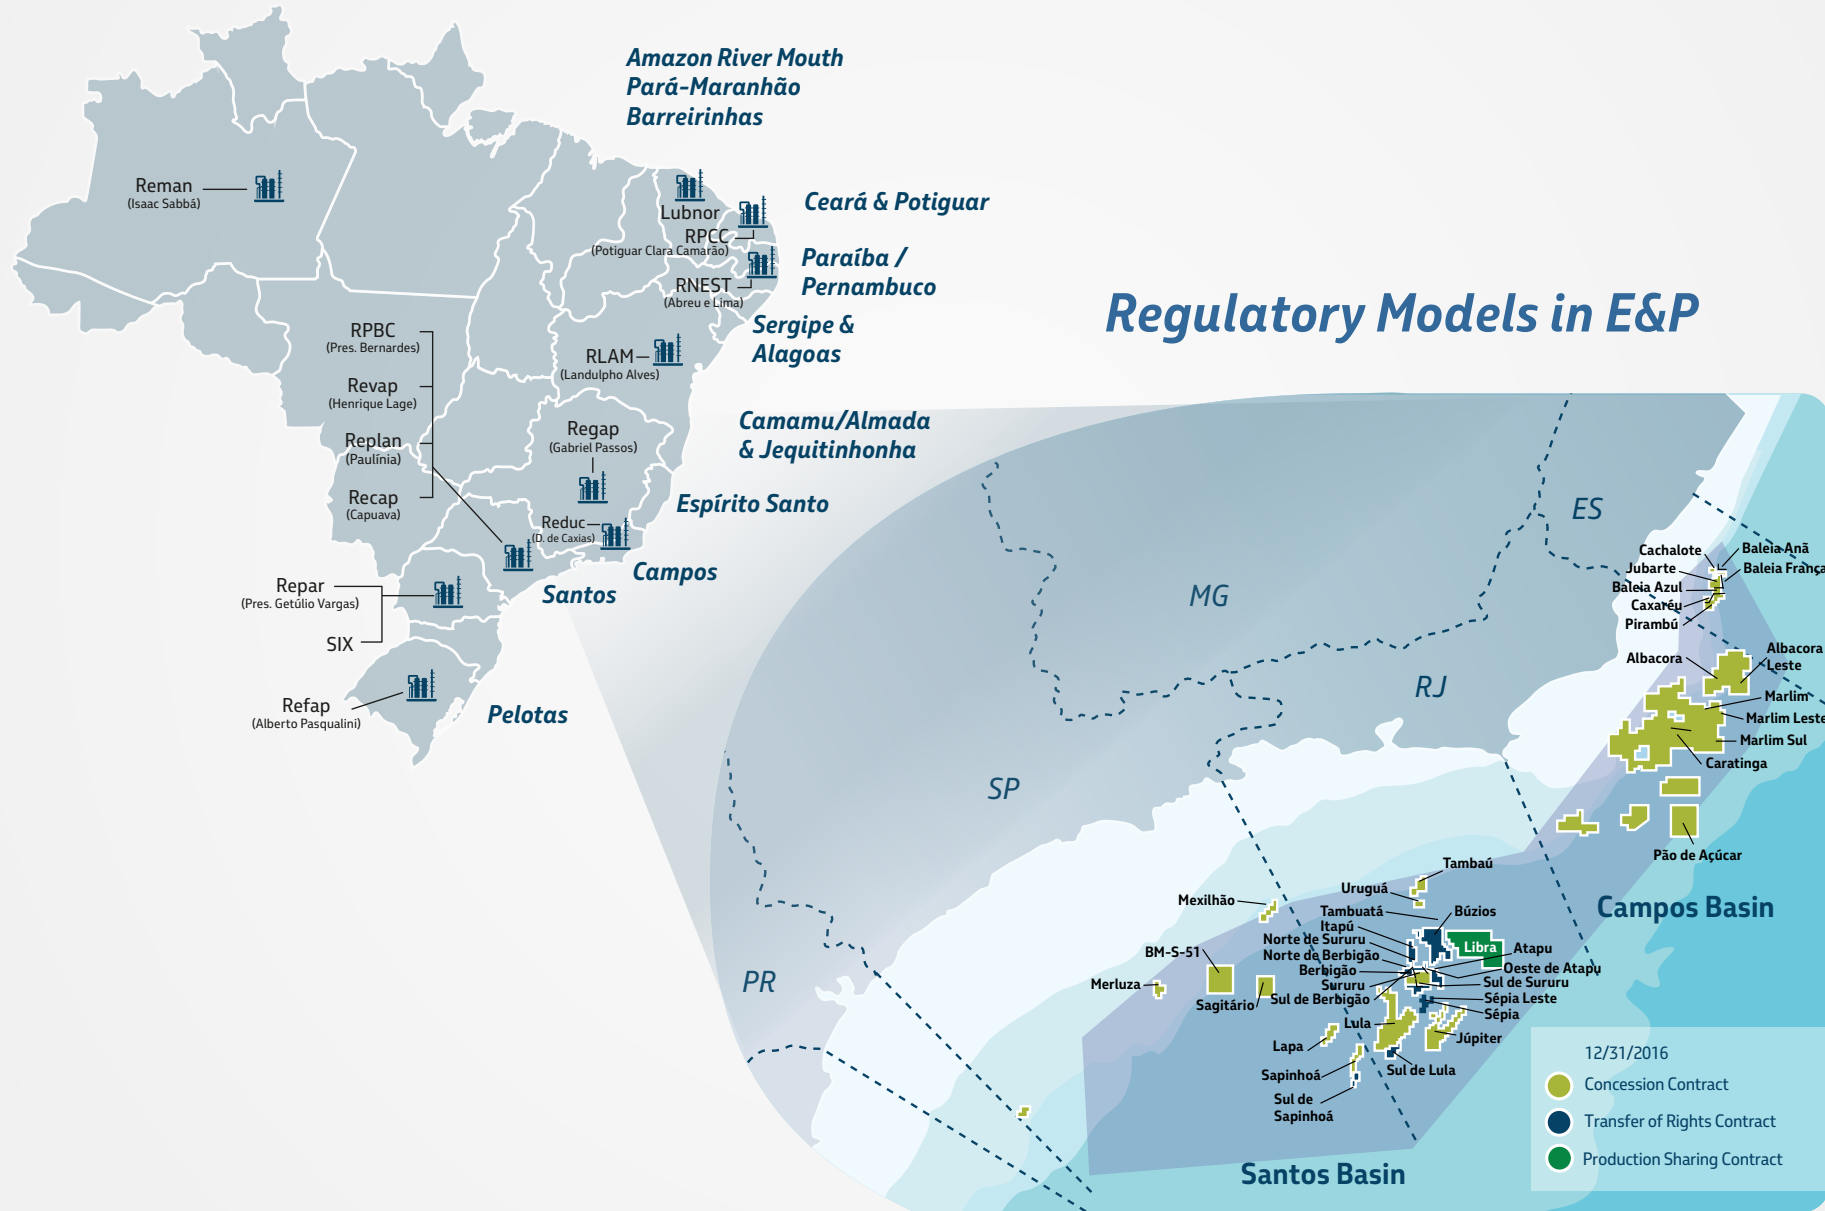 Amazon River Mouth
Pará-Maranhão
Barreirinhas
Reman
(Isaac Sabbá)
Lubnor
RPCC
(Potiguar Clara Camarão)
RNEST
(Abreu e Lima)
Ceará & Potiguar
Paraíba /
Pernambuco
Sergipe &
Alagoas
RPBC
(Pres. Bernardes)
Revap
(Henrique Lage)
Replan
(Paulínia)
Recap
(Capuava)
RLAM
(Landulpho Alves)
Regap
(Gabriel Passos)
Reduc
(D. de Caxias)
Camamu/Almada
& Jequitinhonha
Espírito Santo
Campos
Santos
Repar
(Pres. Getúlio Vargas)
SIX
Refap
(Alberto Pasqualini)
Pelotas
Regulatory Models in E&P
ES
MG
RJ
SP
PR
Cachalote
Baleia Anã
Jubarte
Baleia França
Baleia Azul
Caxaréu
Pirambú
Albacora
Albacora
Leste
Marlim
Marlim Leste
Marlim Sul
Caratinga
Pão de Açúcar
Campos Basin
Tambaú
Uruguá
Mexilhão
Tambuatá
Búzios
Itapú
Norte de Sururu
Libra
Atapu
Norte de Berbigão
BM-S-51
Berbigão
Oeste de Atapu
Sururu
Sul de Sururu
Merluza
Sagitário
Sul de Berbigão
Sépia Leste
Sépia
Lula
Júpiter
Lapa
Sul de Lula
Sapinhoá
Sul de
Sapinhoá
Santos Basin
12/31/2016
Concession Contract
Transfer of Rights Contract
Production Sharing Contract